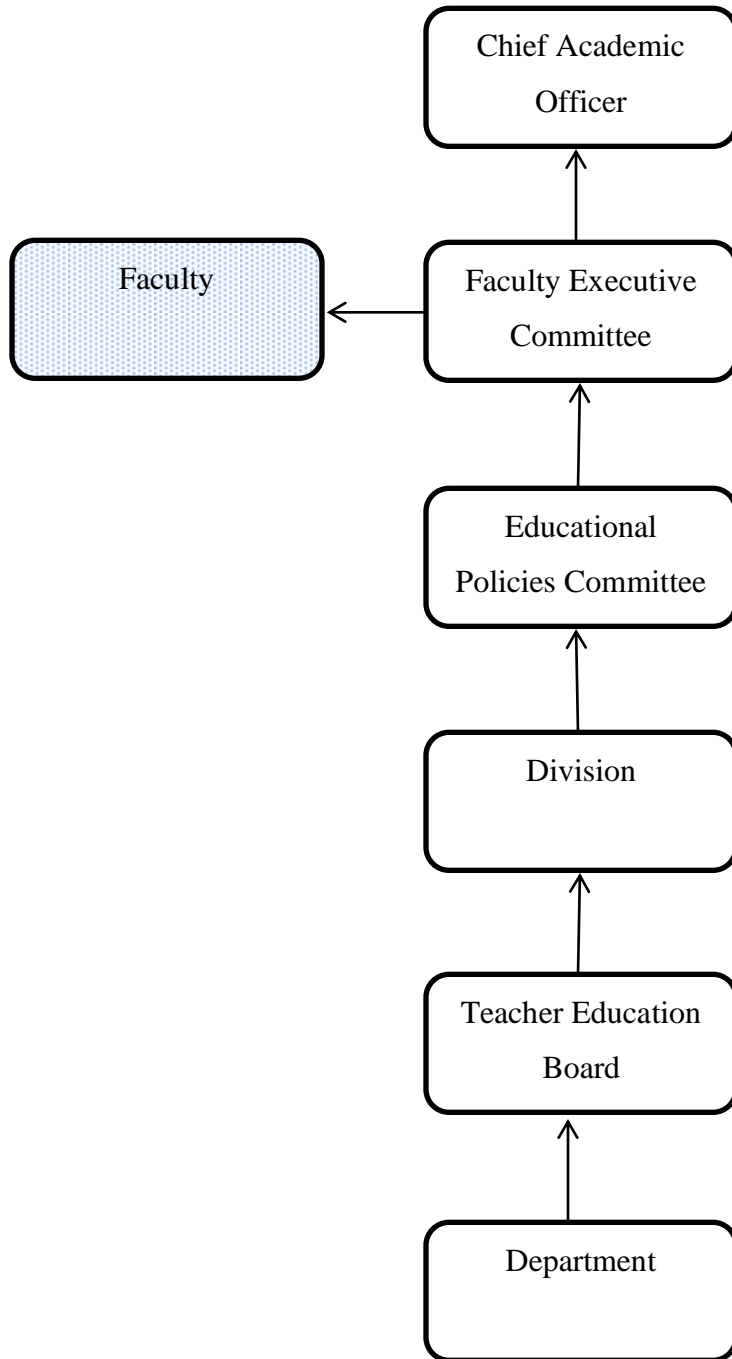 Chief Academic
Officer
Faculty
Faculty Executive
Committee
Educational
Policies Committee
Division
Teacher Education
Board
Department